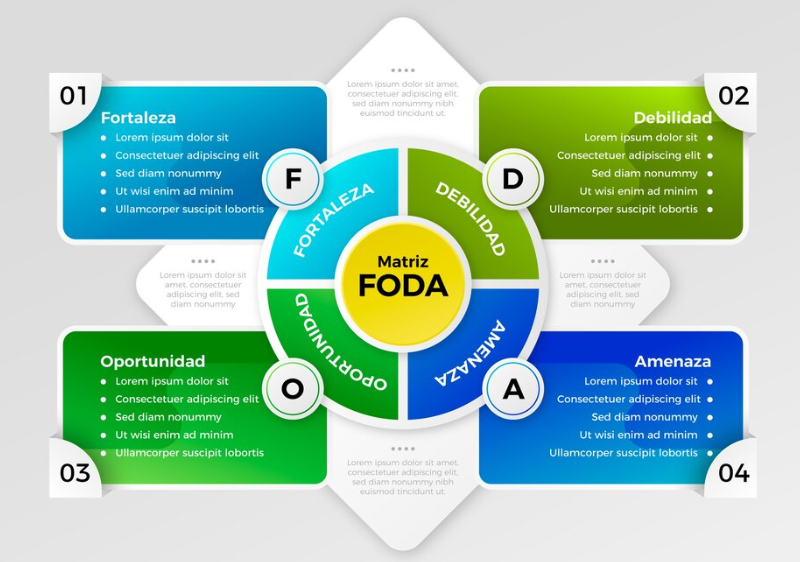 Lorem ipsum dolor sit amet,
consectetuer adipiscing elit,
sed diam nonummy nibh
euismod tincidunt ut.
01
Fortaleza
Lorem ipsum dolor sit
Consectetuer adipiscing elit
Sed diam nonummy
Ut wisi enim ad minim
Ullamcorper suscipit lobortis
02
Debilidad
Lorem ipsum dolor sit
Consectetuer adipiscing elit
Sed diam nonummy
Ut wisi enim ad minim
Ullamcorper suscipit lobortis
F
D
FORTALEZA
DEBILIDAD
Matriz
FODA
Lorem ipsum dolor sit
amet, consectetuer
adipiscing elit, sed
diam nonummy
Lorem ipsum dolor sit
amet, consectetuer
adipiscing elit, sed
diam nonummy
OPORTUNIDAD
AMENAZA
O
A
Oportunidad
Lorem ipsum dolor sit
Consectetuer adipiscing elit
Sed diam nonummy
Ut wisi enim ad minim
Ullamcorper suscipit lobortis
03
Amenaza
Lorem ipsum dolor sit
Consectetuer adipiscing elit
Sed diam nonummy
Ut wisi enim ad minim
Ullamcorper suscipit lobortis
04
Lorem ipsum dolor sit amet,
consectetuer adipiscing elit,
sed diam nonummy nibh
euismod tincidunt ut.